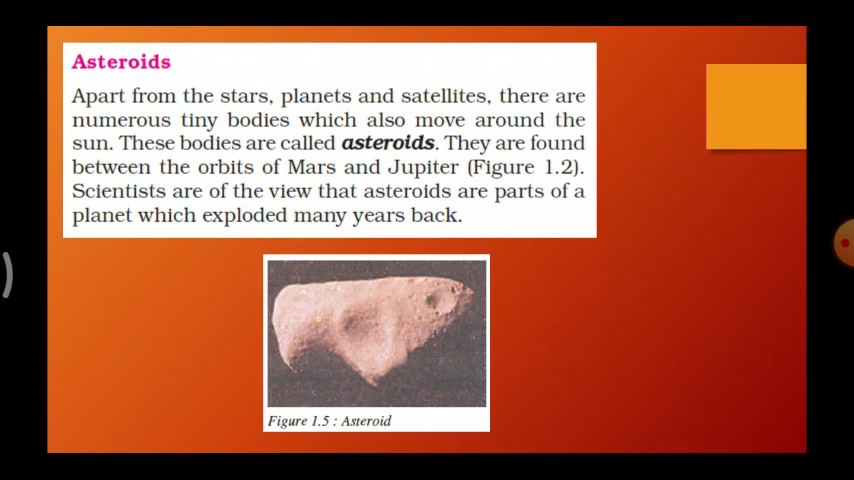 Asteroids
Apart from the stars, planets and satellites, there are
numerous tiny bodies which also move around the
sun. These bodies are called asteroids. They are found
between the orbits of Mars and Jupiter (Figure 1.2).
Scientists are of the view that asteroids are parts of a
planet which exploded many years back.
Figure 1.5 : Asteroid